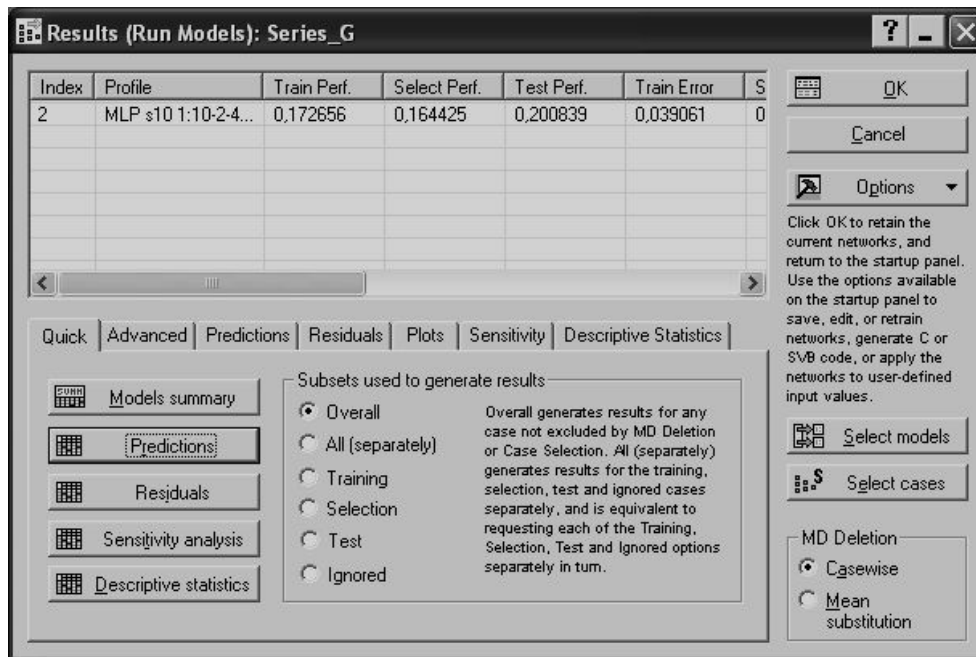 Results (Run Models): Series_G
Index Profile Train Perf. Select Perf. Test Perf. Train Error S
2 MLP s10 1:10-2-4... 0,172656 0,164425 0,200839 0,039061 0
OK
Cancel
Options
Click OK to retain the
current networks, and
return to the startup panel.
Use the options available
on the startup panel to
save, edit, or retrain
networks, generate C or
SVB code, or apply the
networks to user-defined
input values.
Select models
Select cases
MD Deletion
Casewise
Mean
substitution
Quick Advanced Predictions Residuals Plots Sensitivity Descriptive Statistics
Models summary
Predictions
Residuals
Sensitivity analysis
Descriptive statistics
Subsets used to generate results
Overall
All (separately)
Training
Selection
Test
Ignored
Overall generates results for any
case not excluded by MD Deletion
or Case Selection. All (separately)
generates results for the training,
selection, test and ignored cases
separately, and is equivalent to
requesting each of the Training,
Selection, Test and Ignored options
separately in turn.